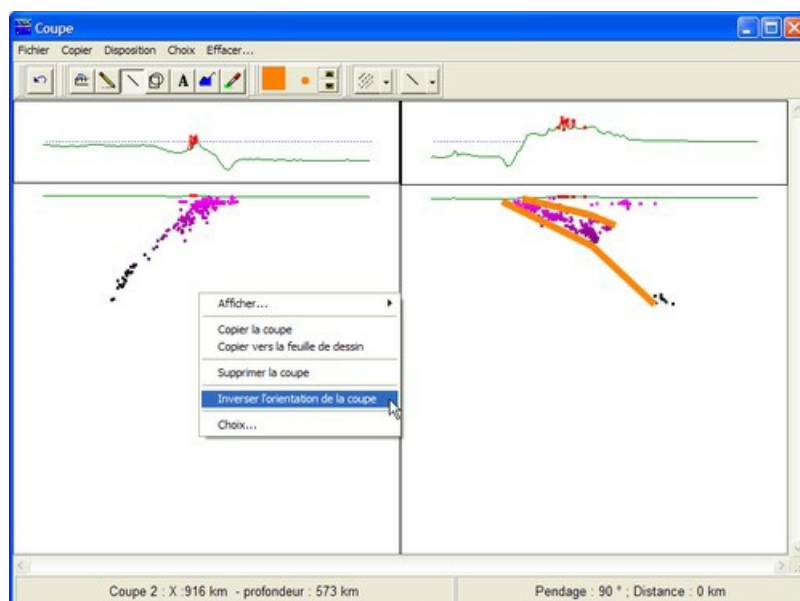 Coupe
Fichier Copier Disposition Choix Effacer...
A
Afficher...
Copier la coupe
Copier vers la feuille de dessin
Supprimer la coupe
Inverser l'orientation de la coupe
Choix...
Coupe 2 : X :916 km - profondeur : 573 km
Pendage : 90 ° ; Distance : 0 km